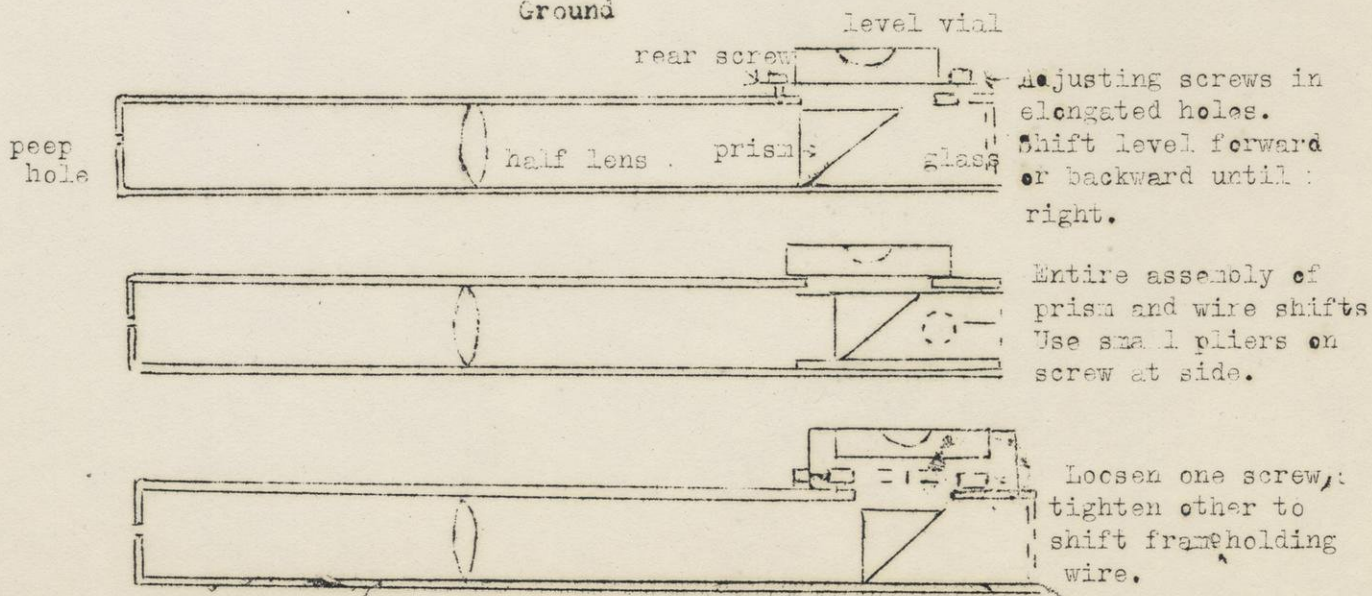 Ground
level vial
rear screw
Adjusting screws in
elongated holes.
Shift level forward
or backward until
right.
peep
hole
half lens
prism
glass
Entire assembly of
prism and wire shifts
Use small pliers on
screw at side.
Loosen one screw,
tighten other to
shift frame holding
wire.